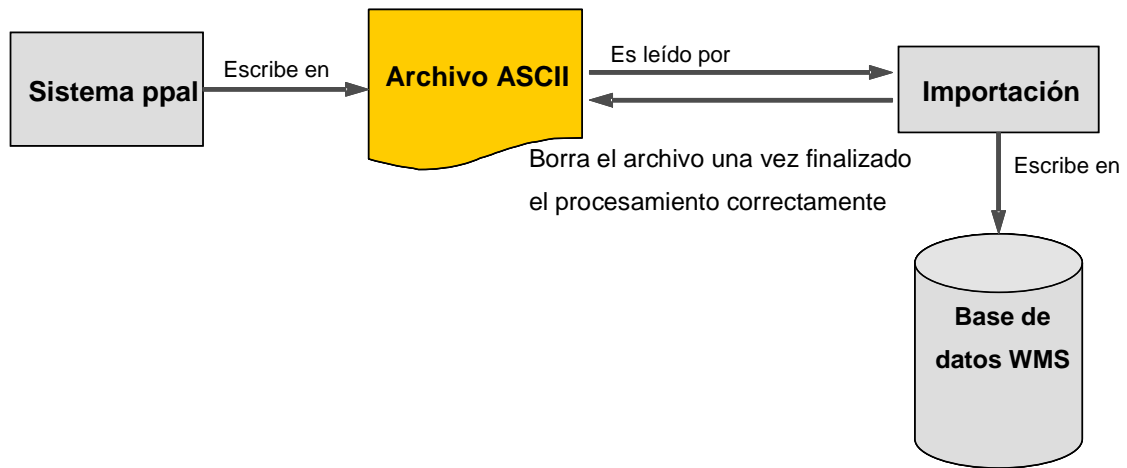 Sistema ppal
Escribe en
Archivo ASCII
Es leído por
Importación
Borra el archivo una vez finalizado
el procesamiento correctamente
Escribe en
Base de
datos WMS